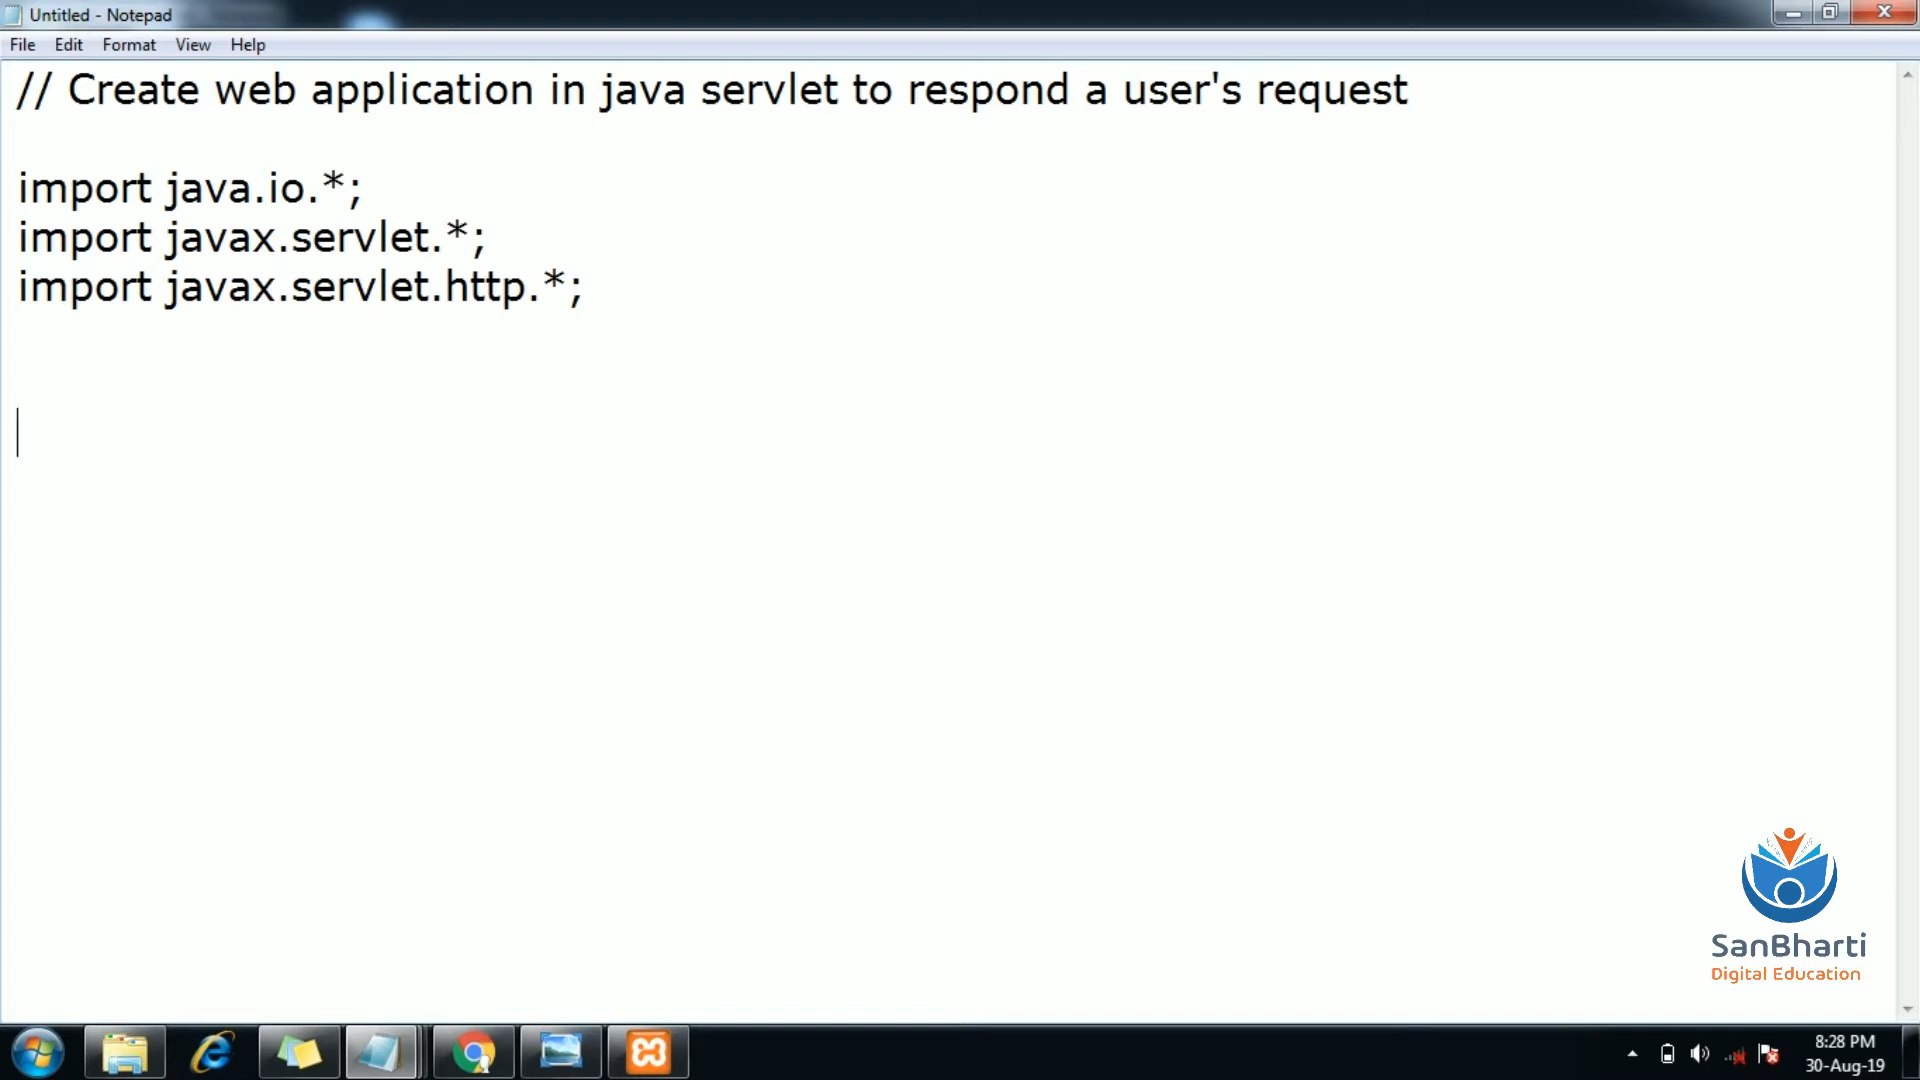 Untitled - Notepad
File Edit Format View Help
// Create web application in java servlet to respond a user's request
import java.io.*;
import javax.servlet.*;
import javax.servlet.http.*;
SanBharti
Digital Education
8:28 PM
30-Aug-19